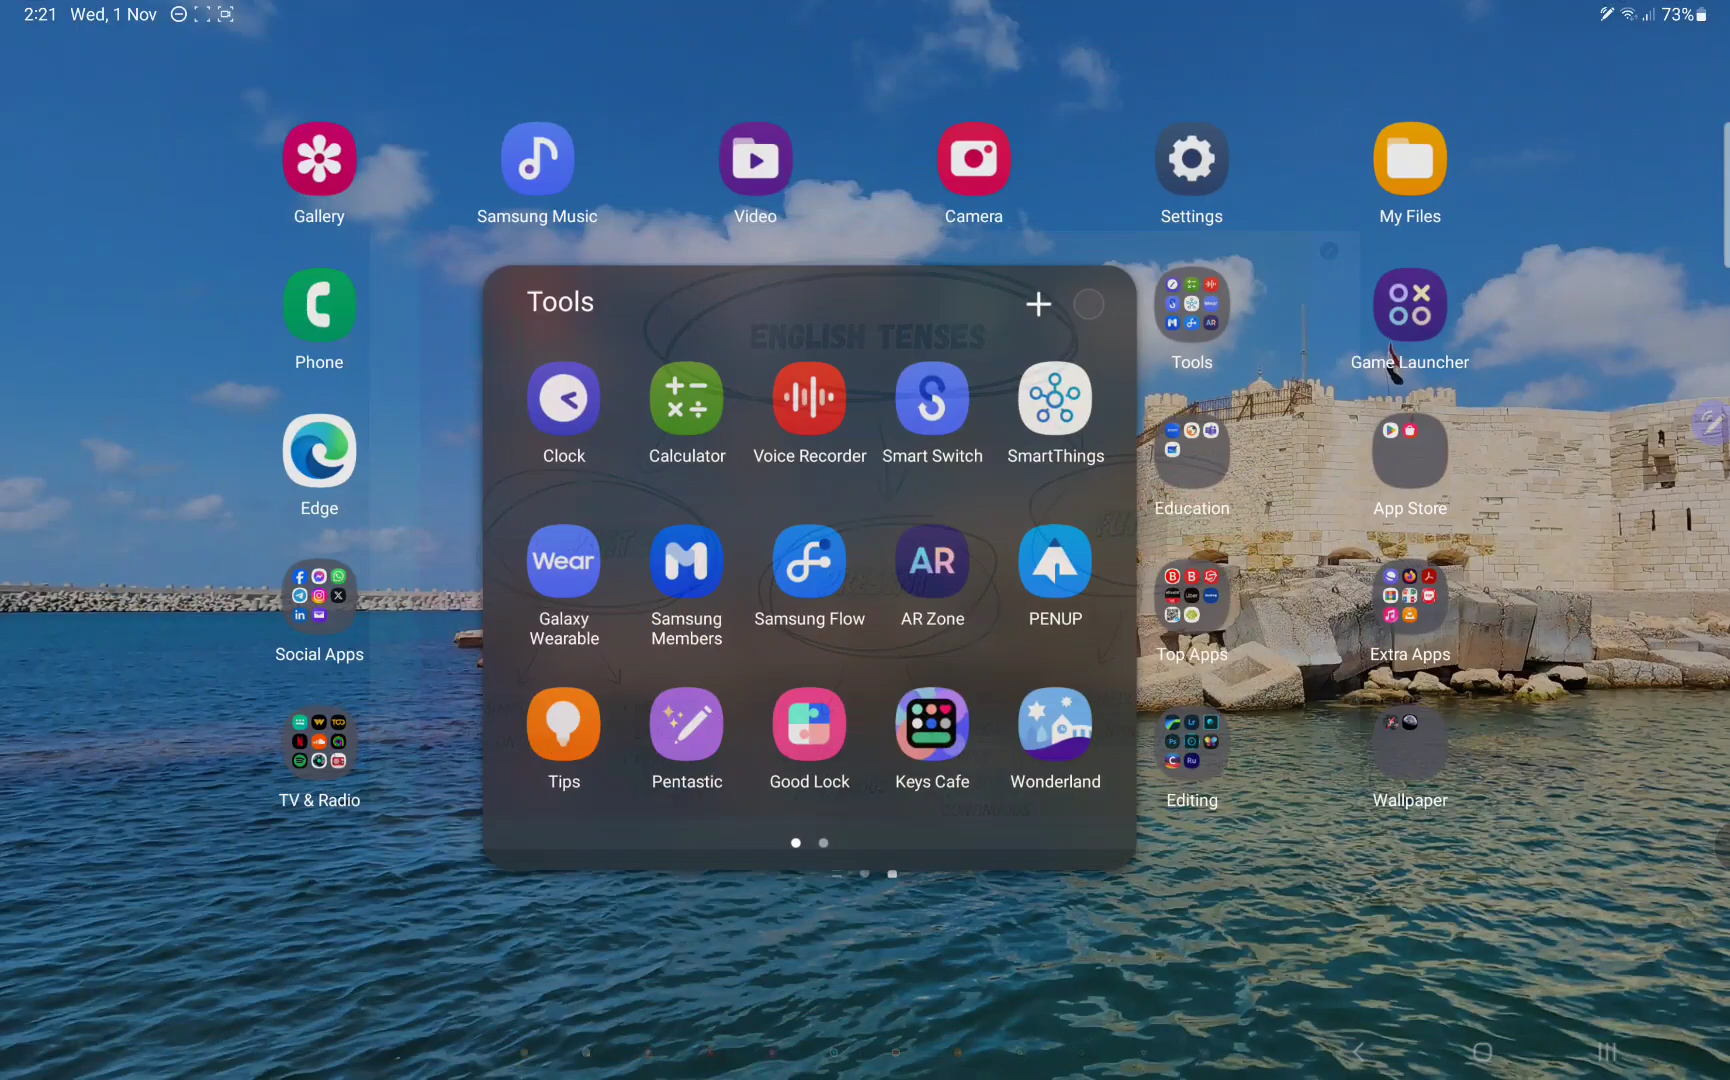 2:21 Wed, 1 Nov
73%
Gallery
Samsung Music
Video
Camera
Settings
My Files
Phone
Tools
ENGLISH TENSES
Tools
Game Launcher
Clock
Calculator
Voice Recorder
Smart Switch
SmartThings
Edge
Education
App Store
Wear
AR
Galaxy
Wearable
Samsung
Members
Samsung Flow
AR Zone
PENUP
Social Apps
Top Apps
Extra Apps
Tips
Pentastic
Good Lock
Keys Cafe
Wonderland
TV & Radio
Editing
Wallpaper
CONTINUOUS